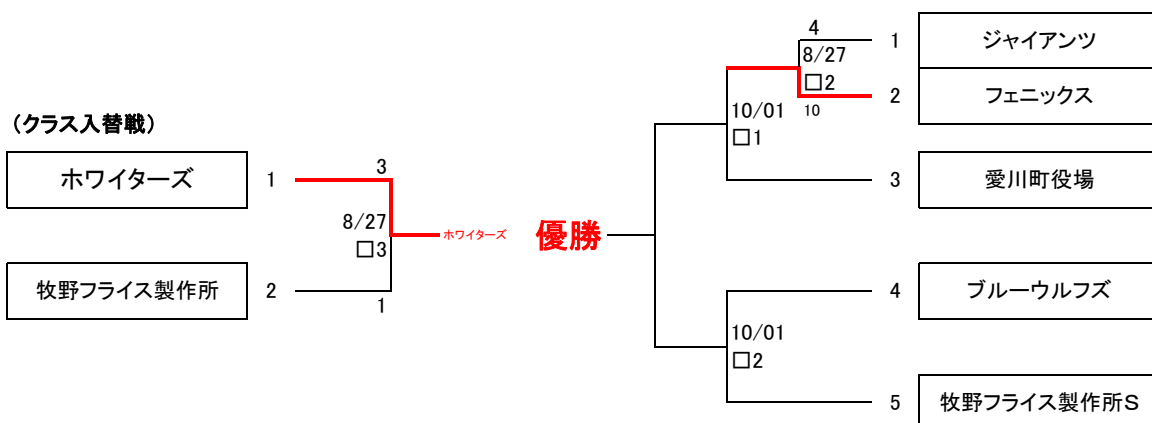 (クラス入替戦)
ホワイターズ
1
3
8/27
□3
ホワイターズ
牧野フライス製作所
2
1
優勝
4
1
ジャイアンツ
8/27
□2
2
フェニックス
10
10/01
□1
3
愛川町役場
4
ブルーウルフズ
10/01
□2
5
牧野フライス製作所S